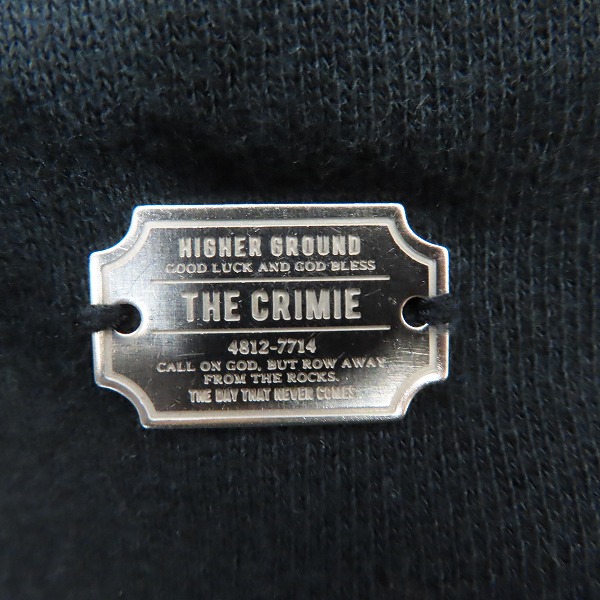 HIGHER GROUND
GOOD LUCK AND GOD BLESS
THE CRIMIE
4812-7714
CALL ON GOD, BUT ROW AWAY
FROM THE ROCKS.
THE DAY THAT NEVER COMES